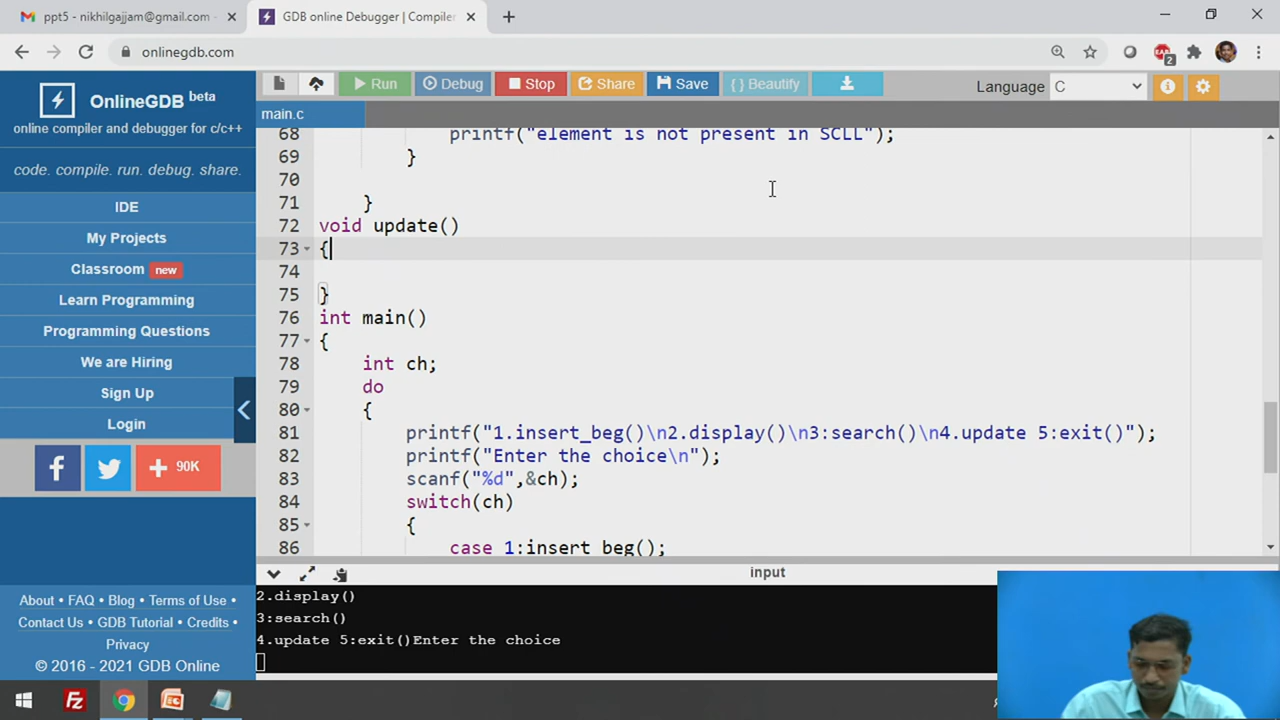 ppt5 - nikhilgajjam@gmail.com
GDB online Debugger | Compiler
onlinegdb.com
2
OnlineGDB beta
online compiler and debugger for c/c++
code. compile. run. debug. share.
IDE
My Projects
Classroom new
Learn Programming
Programming Questions
We are Hiring
Sign Up
Login
90K
About • FAQ • Blog • Terms of Use •
Contact Us • GDB Tutorial • Credits •
Privacy
© 2016 - 2021 GDB Online
Run Debug Stop Share Save { } Beautify Language C
main.c
68 printf("element is not present in SCLL");
69 }
70
71 }
72 void update()
73 {
74
75 }
76 int main()
77 {
78 int ch;
79 do
80 {
81 printf("1.insert_beg()\n2.display()\n3:search()\n4.update 5:exit()");
82 printf("Enter the choice\n");
83 scanf("%d",&ch);
84 switch(ch)
85 {
86 case 1:insert_beg();
input
2.display()
3:search()
4.update 5:exit()Enter the choice